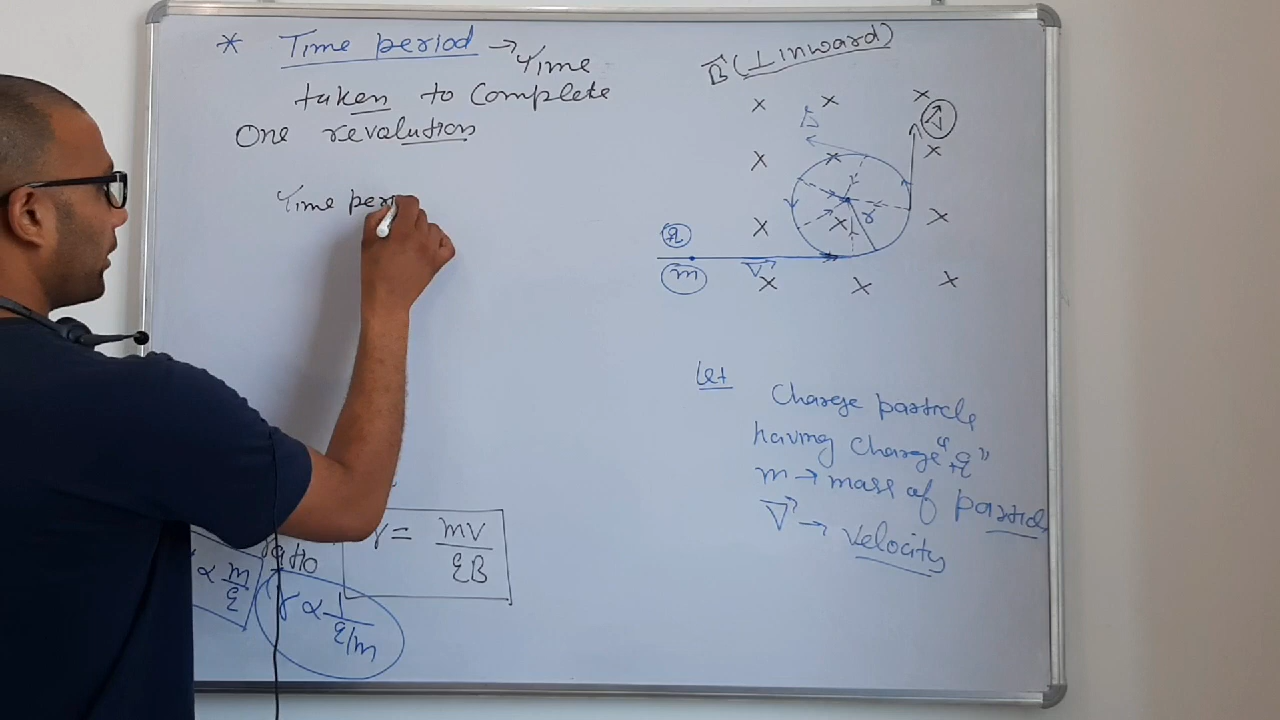 * Time period → Time
taken to Complete
One revolution
Time per
B⃗ (⊥ inward)
x x x
v⃗
x x x
r
x x x
q
m
v⃗
x x x
Let
Charge particle
having charge "+q"
m → mass of particle
V⃗ → Velocity
r = mV / qB
∝ m / q
r ∝ 1 / q/m